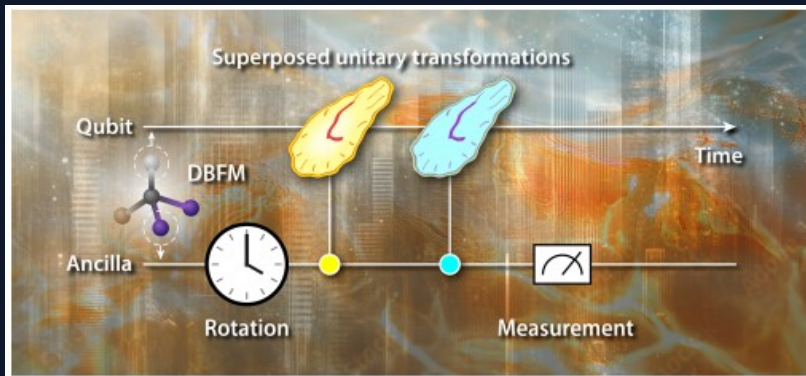 Superposed unitary transformations
Qubit
Time
DBFM
Ancilla
Rotation
Measurement